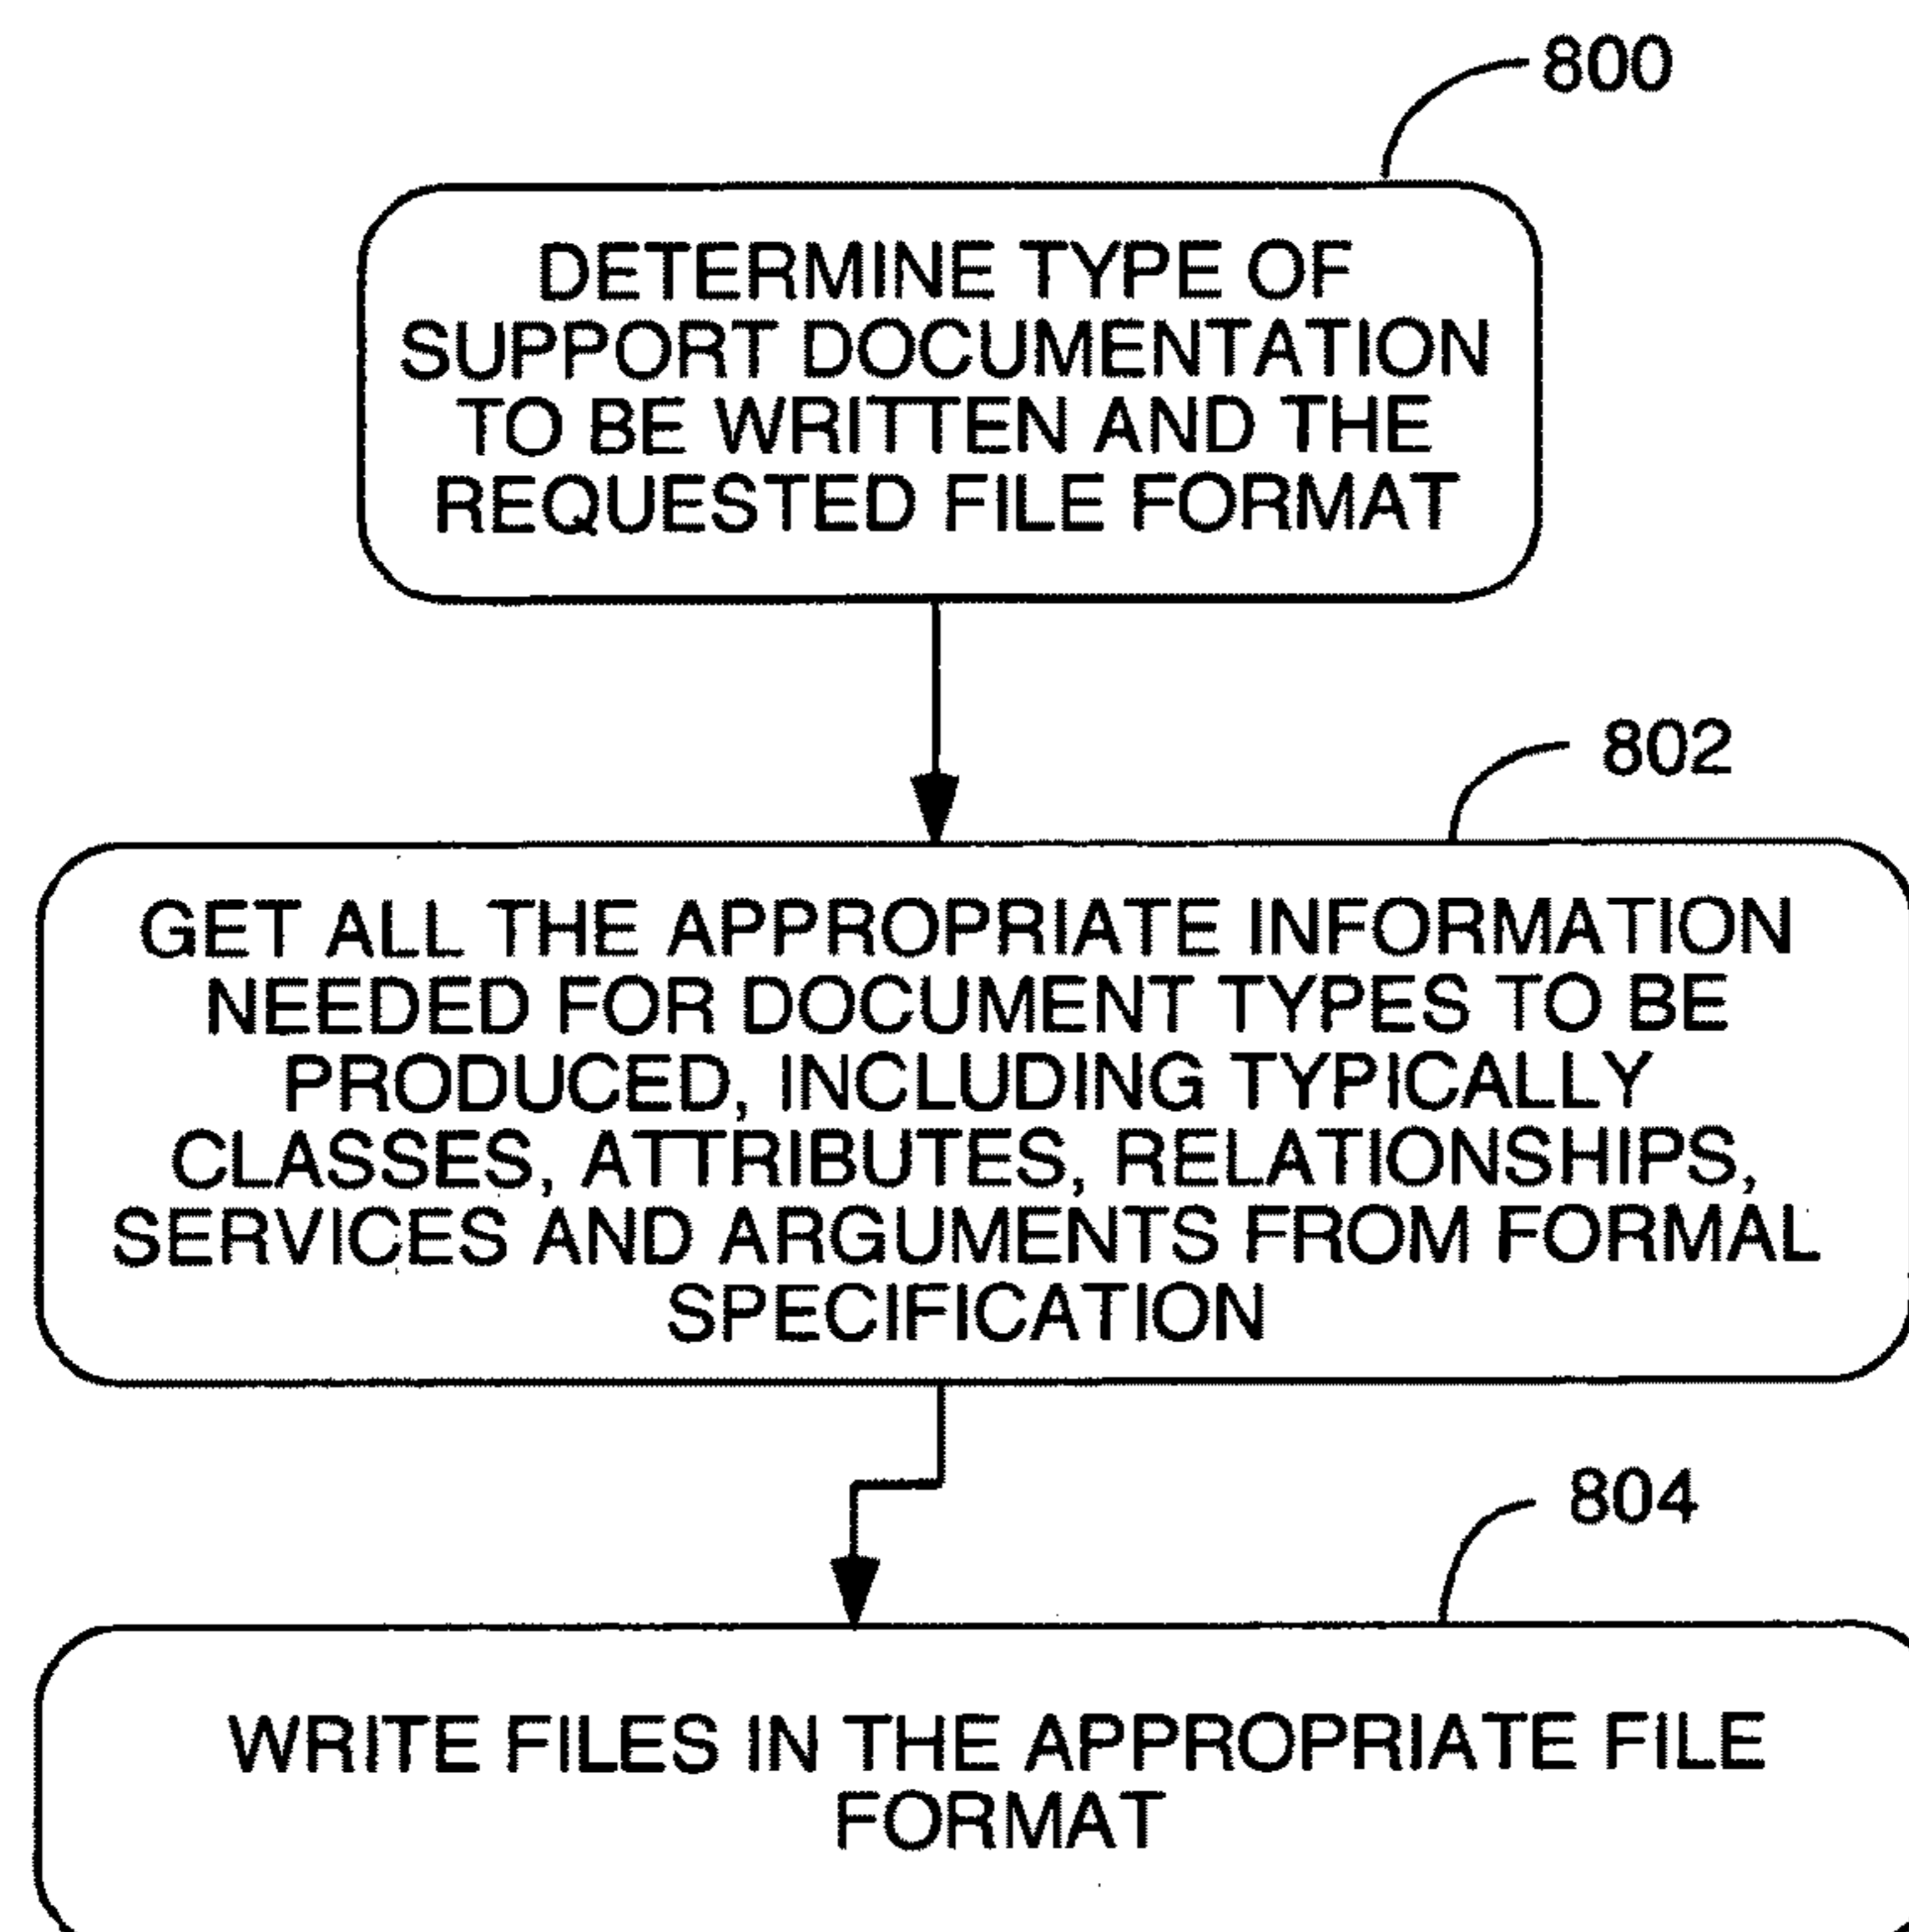 800
DETERMINE TYPE OF
SUPPORT DOCUMENTATION
TO BE WRITTEN AND THE
REQUESTED FILE FORMAT
802
GET ALL THE APPROPRIATE INFORMATION
NEEDED FOR DOCUMENT TYPES TO BE
PRODUCED, INCLUDING TYPICALLY
CLASSES, ATTRIBUTES, RELATIONSHIPS,
SERVICES AND ARGUMENTS FROM FORMAL
SPECIFICATION
804
WRITE FILES IN THE APPROPRIATE FILE
FORMAT